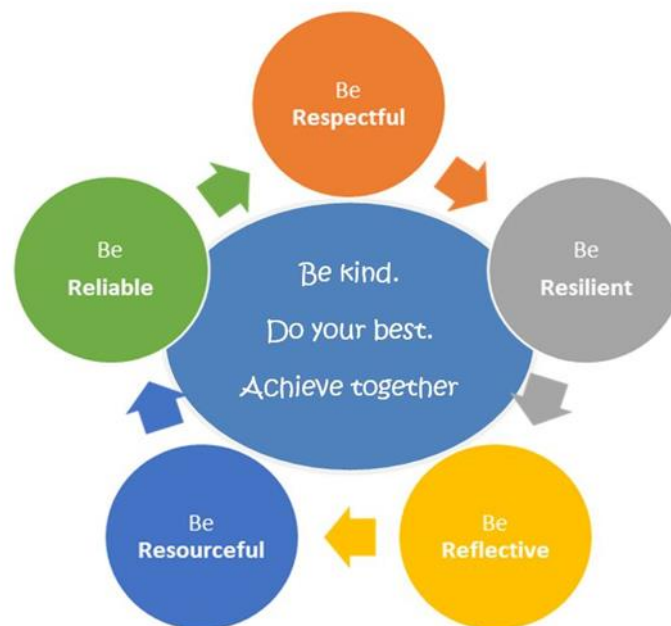 Be
Respectful
Be
Resilient
Be
Reflective
Be
Resourceful
Be
Reliable
Be kind.
Do your best.
Achieve together